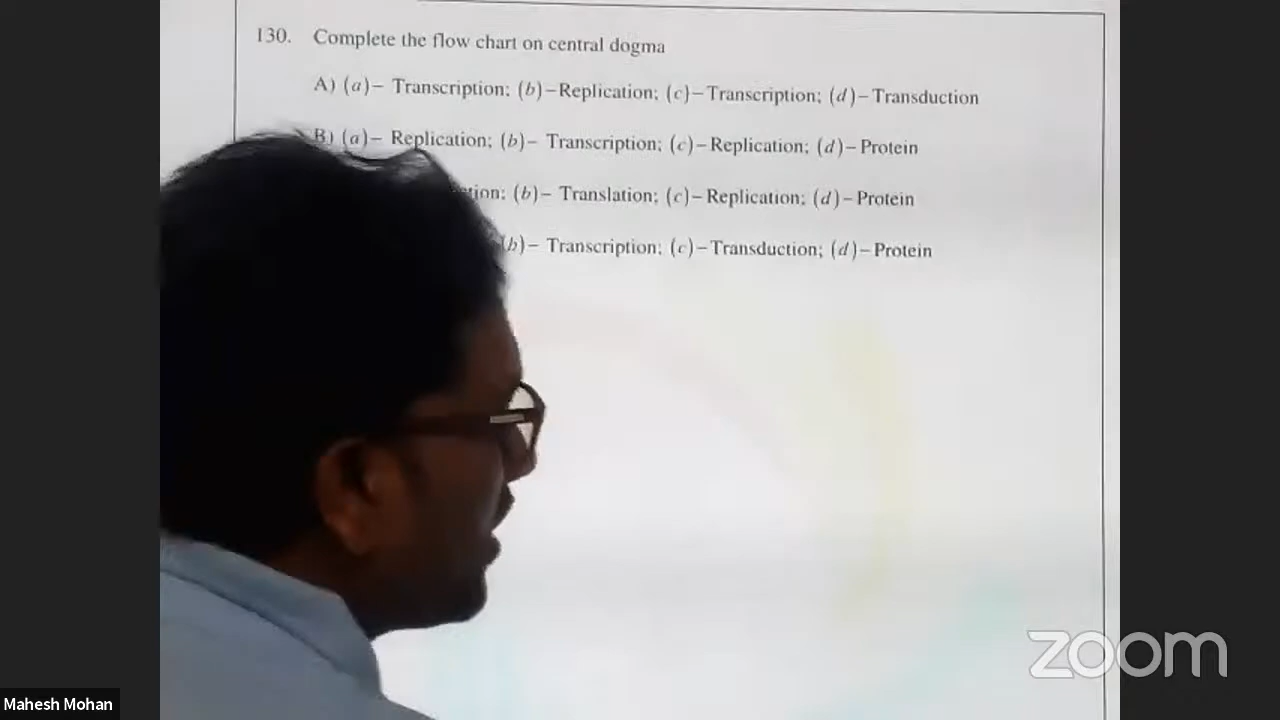 130. Complete the flow chart on central dogma
A) (a)– Transcription; (b)–Replication; (c)–Transcription; (d)–Transduction
B) (a)– Replication; (b)– Transcription; (c)–Replication; (d)–Protein
(b)– Translation; (c)–Replication; (d)–Protein
(b)– Transcription; (c)–Transduction; (d)–Protein
zoom
Mahesh Mohan